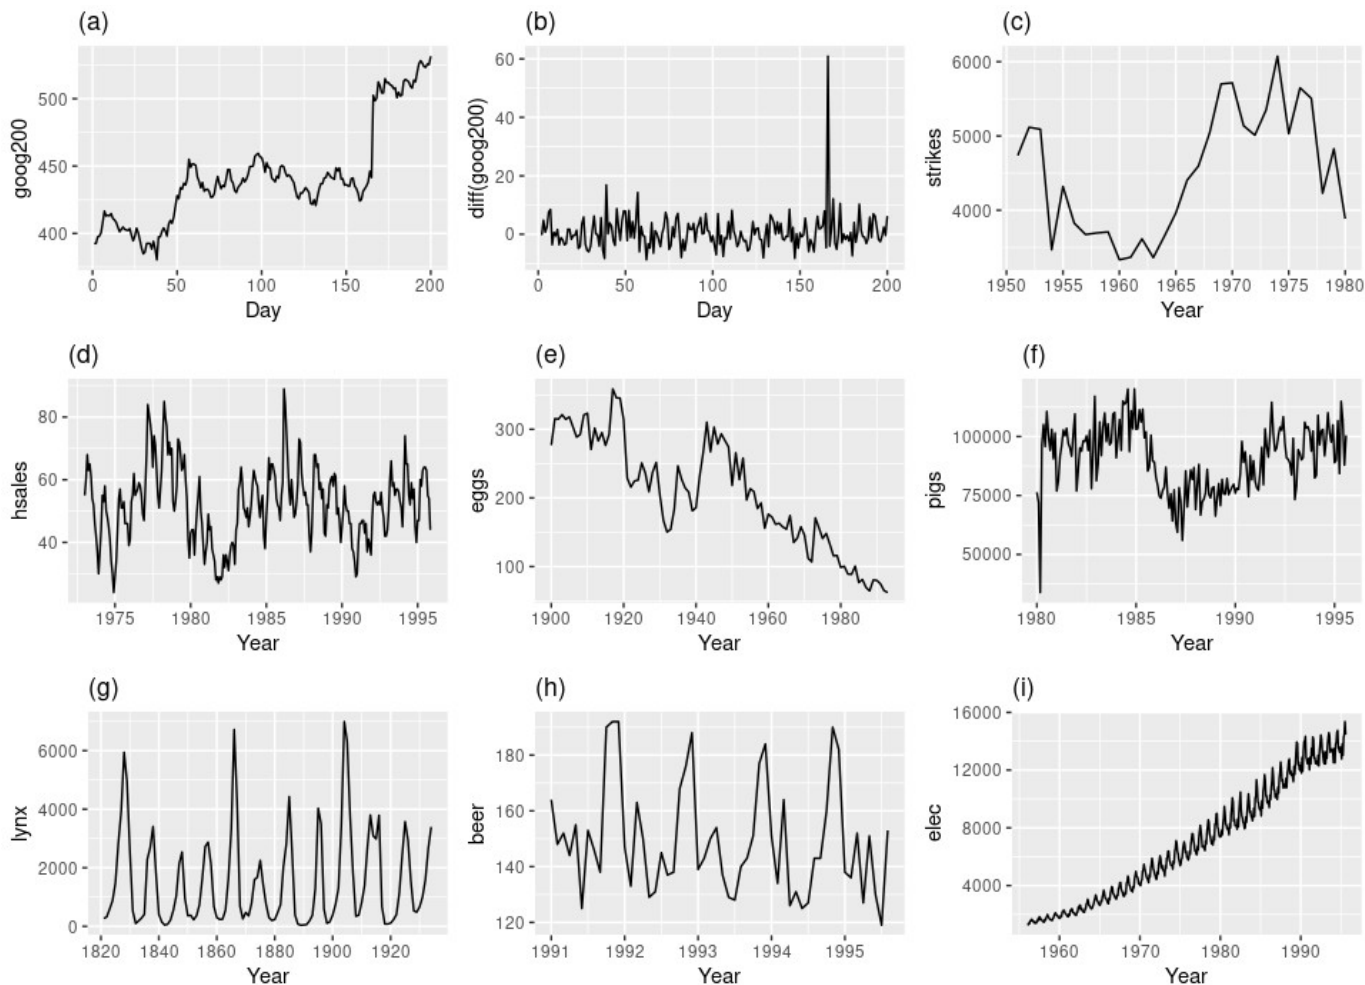 (a)
goog200
500
450
400
0 50 100 150 200
Day
(b)
diff(goog200)
60
40
20
0
0 50 100 150 200
Day
(c)
strikes
6000
5000
4000
1950 1955 1960 1965 1970 1975 1980
Year
(d)
hsales
80
60
40
1975 1980 1985 1990 1995
Year
(e)
eggs
300
200
100
1900 1920 1940 1960 1980
Year
(f)
pigs
100000
75000
50000
1980 1985 1990 1995
Year
(g)
lynx
6000
4000
2000
0
1820 1840 1860 1880 1900 1920
Year
(h)
beer
180
160
140
120
1991 1992 1993 1994 1995
Year
(i)
elec
16000
12000
8000
4000
1960 1970 1980 1990
Year